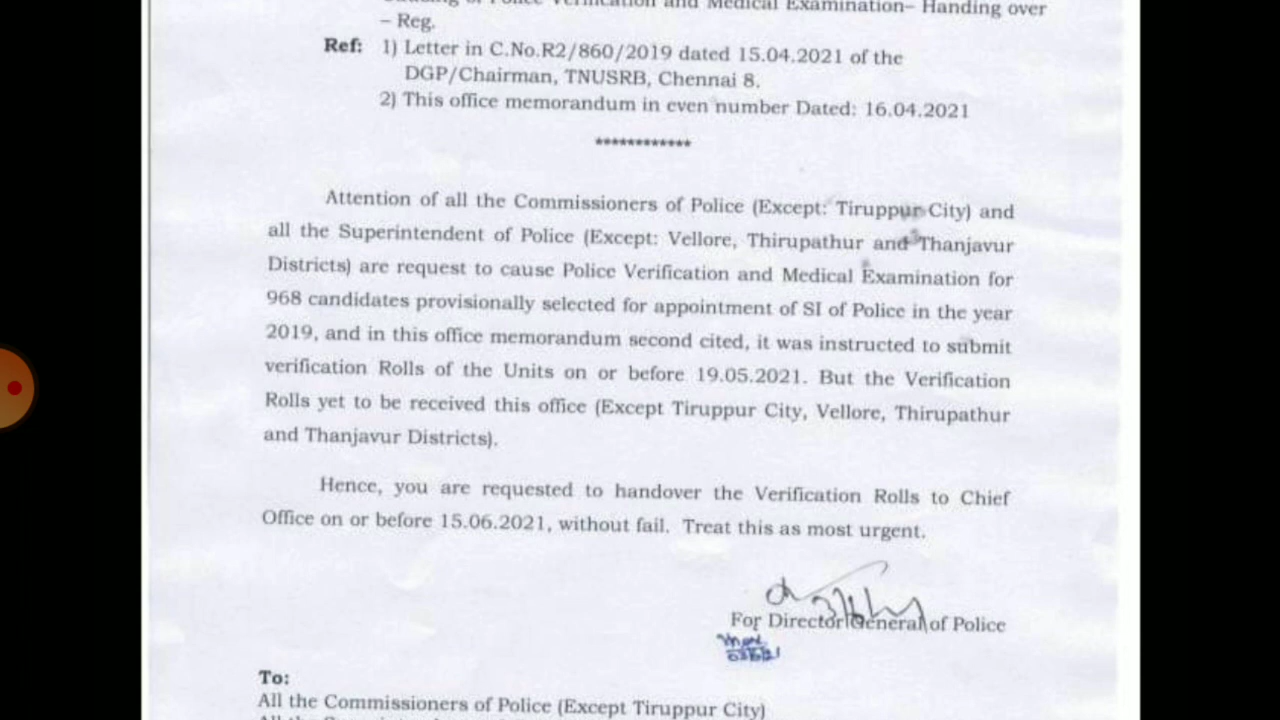 of Police Verification and Medical Examination– Handing over
– Reg.
Ref: 1) Letter in C.No.R2/860/2019 dated 15.04.2021 of the
DGP/Chairman, TNUSRB, Chennai 8.
2) This office memorandum in even number Dated: 16.04.2021
************
Attention of all the Commissioners of Police (Except: Tiruppur City) and
all the Superintendent of Police (Except: Vellore, Thirupathur and Thanjavur
Districts) are request to cause Police Verification and Medical Examination for
968 candidates provisionally selected for appointment of SI of Police in the year
2019, and in this office memorandum second cited, it was instructed to submit
verification Rolls of the Units on or before 19.05.2021. But the Verification
Rolls yet to be received this office (Except Tiruppur City, Vellore, Thirupathur
and Thanjavur Districts).
Hence, you are requested to handover the Verification Rolls to Chief
Office on or before 15.06.2021, without fail. Treat this as most urgent.
For Director General of Police
To:
All the Commissioners of Police (Except Tiruppur City)